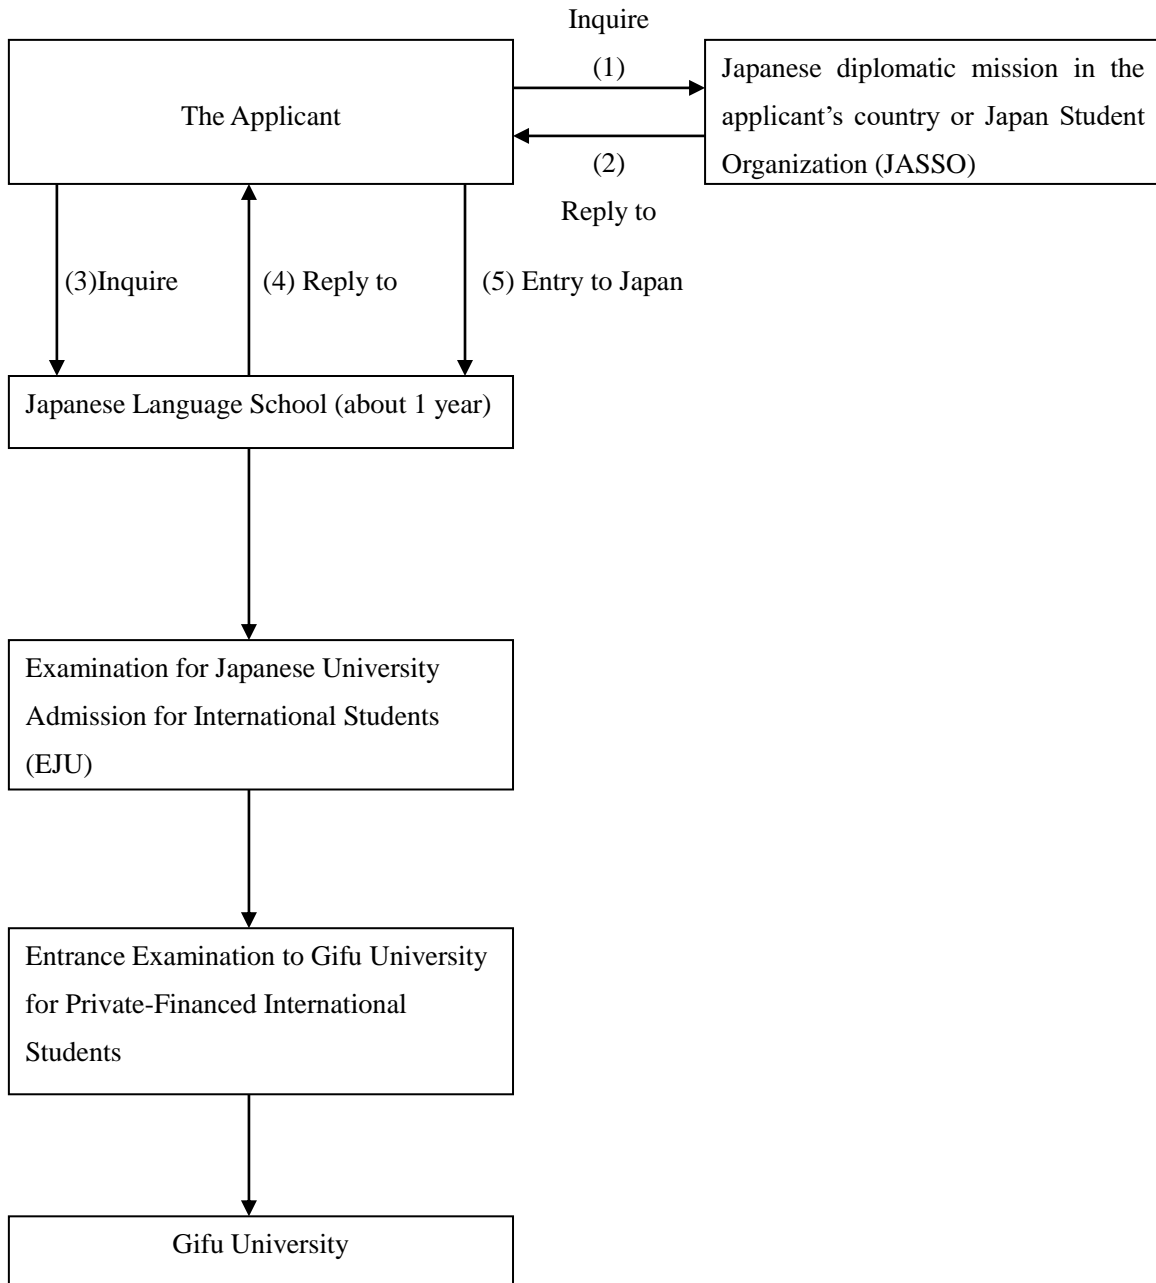 Inquire
(1)
The Applicant
Japanese diplomatic mission in the
applicant’s country or Japan Student
Organization (JASSO)
(2)
Reply to
(3)Inquire
(4) Reply to
(5) Entry to Japan
Japanese Language School (about 1 year)
Examination for Japanese University
Admission for International Students
(EJU)
Entrance Examination to Gifu University
for Private-Financed International
Students
Gifu University